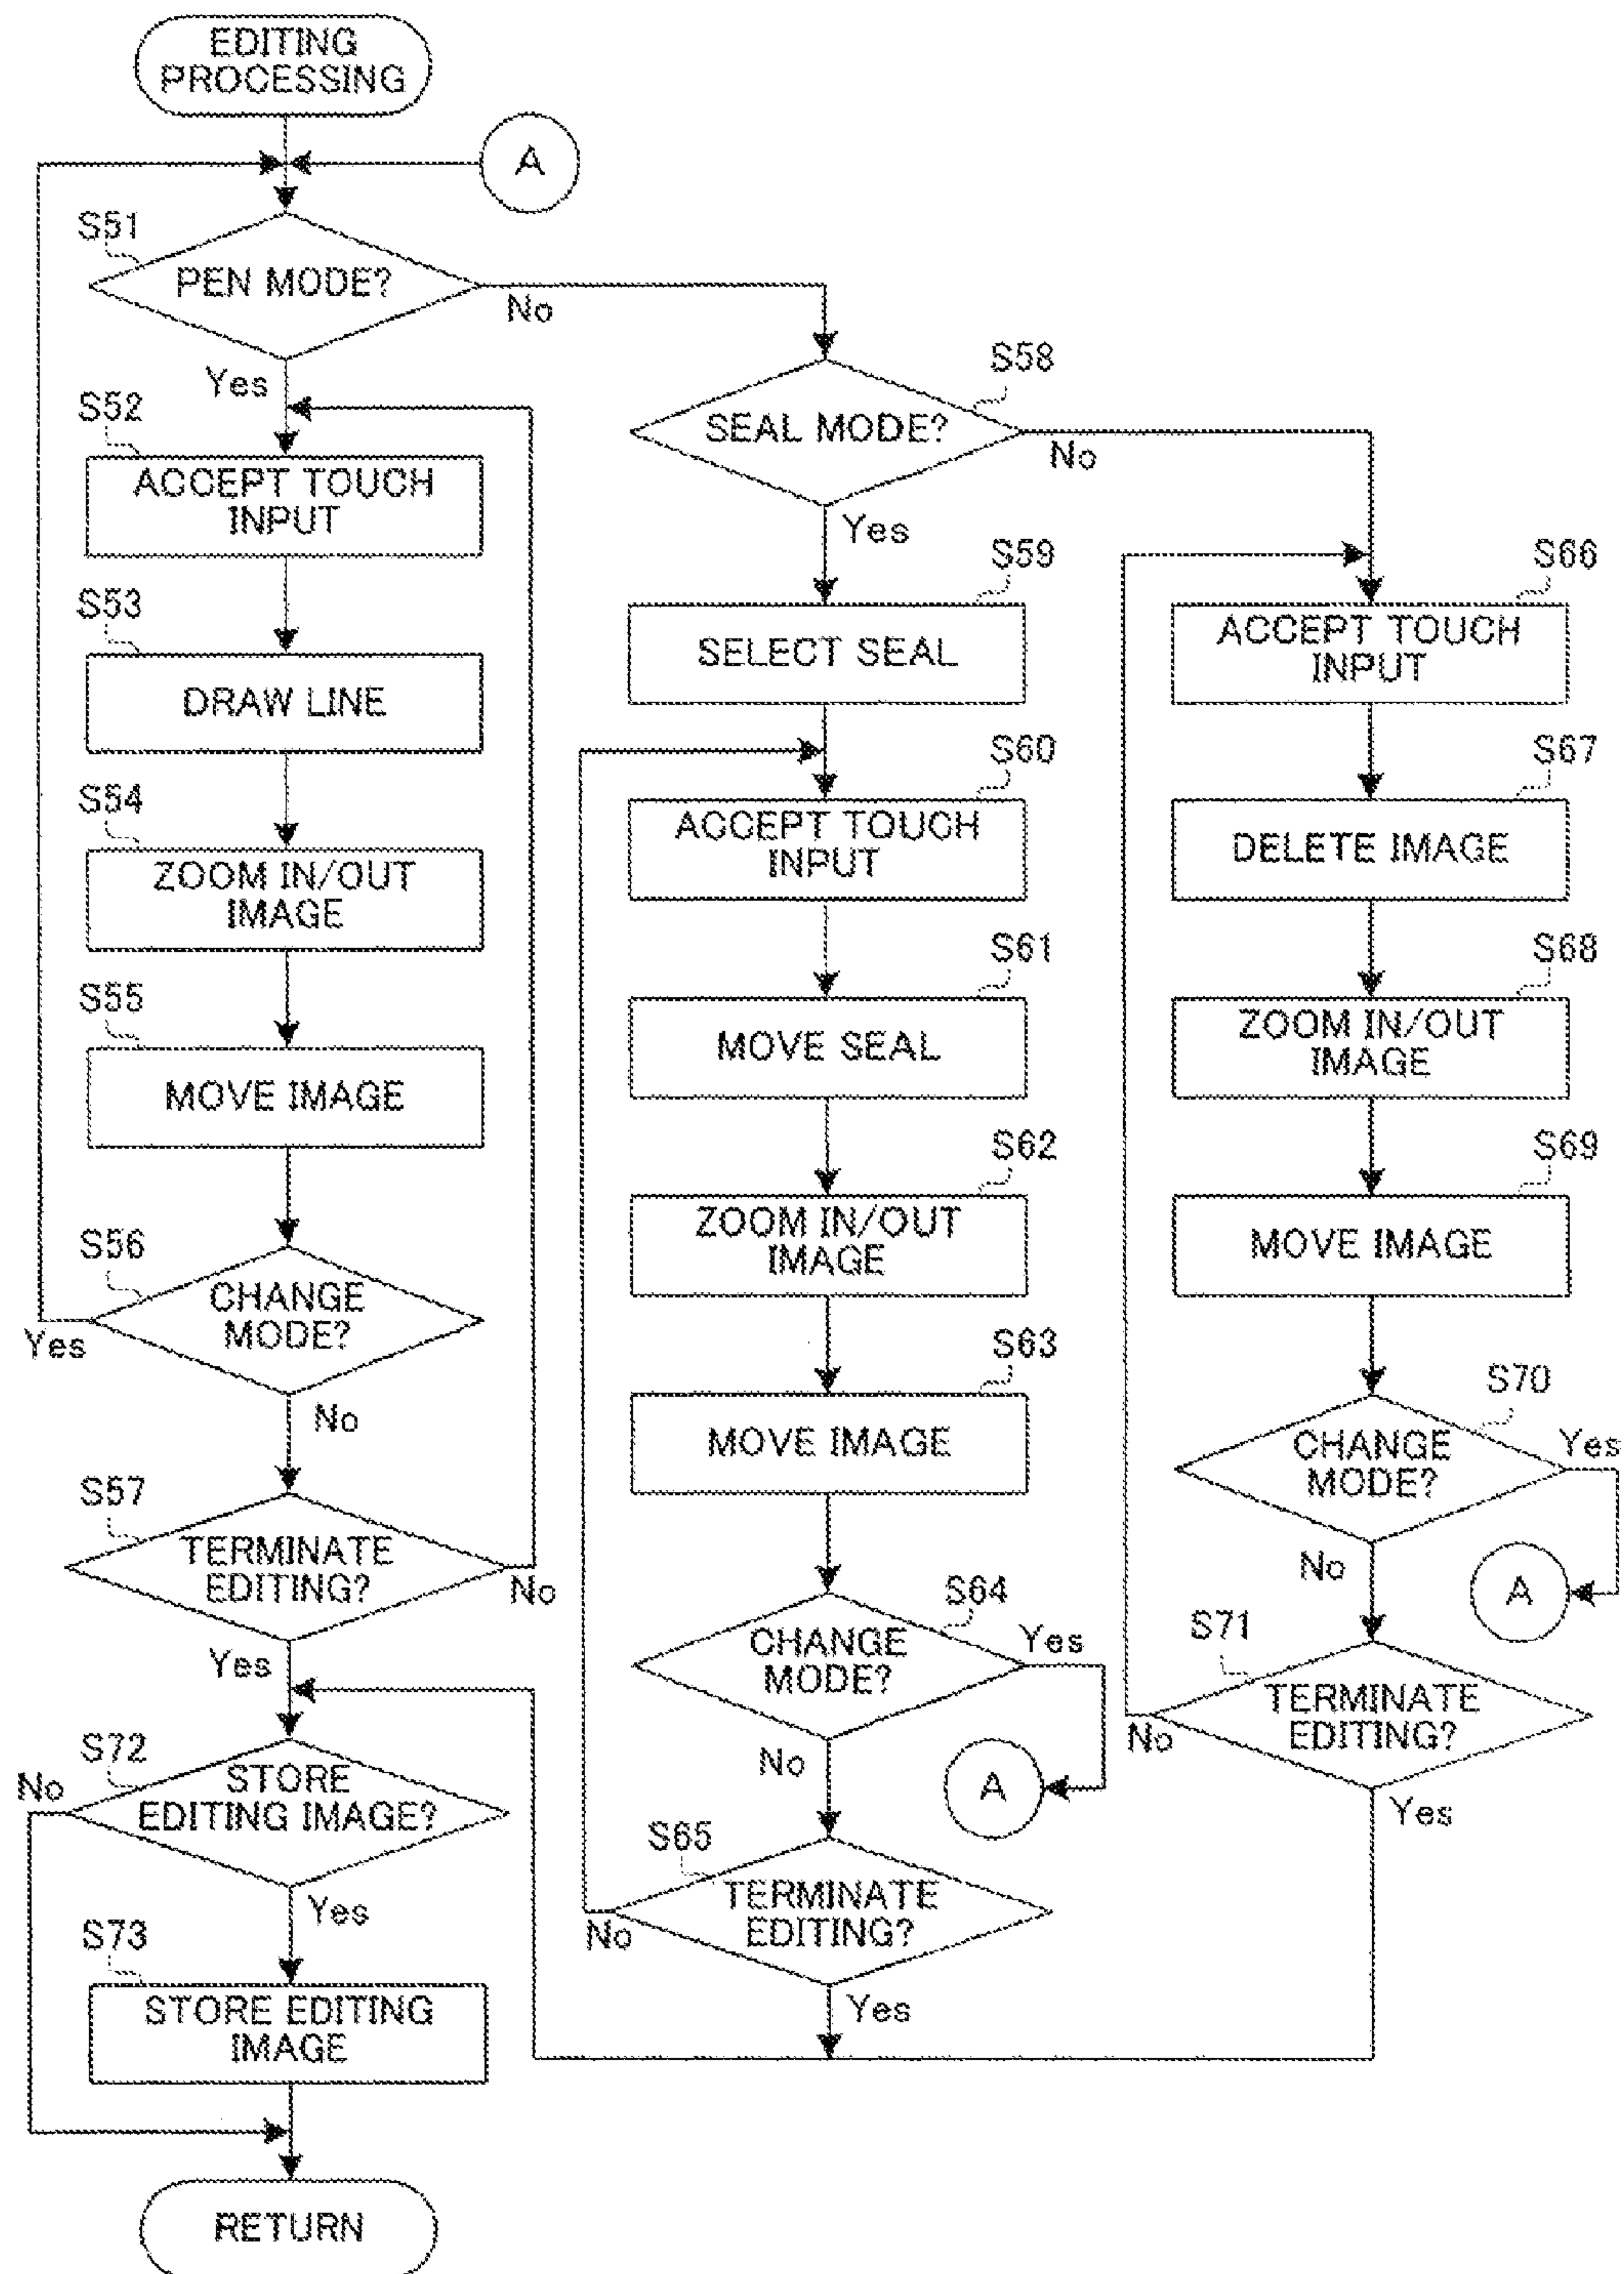 EDITING
PROCESSING
A
S51
PEN MODE?
No
Yes
S52
ACCEPT TOUCH
INPUT
S53
DRAW LINE
S54
ZOOM IN/OUT
IMAGE
S55
MOVE IMAGE
S56
CHANGE
MODE?
Yes
No
S57
TERMINATE
EDITING?
No
Yes
S72
No
STORE
EDITING IMAGE?
Yes
S73
STORE EDITING
IMAGE
RETURN
S58
SEAL MODE?
No
Yes
S59
SELECT SEAL
S60
ACCEPT TOUCH
INPUT
S61
MOVE SEAL
S62
ZOOM IN/OUT
IMAGE
S63
MOVE IMAGE
S64
CHANGE
MODE?
Yes
No
A
S65
TERMINATE
EDITING?
No
Yes
S66
ACCEPT TOUCH
INPUT
S67
DELETE IMAGE
S68
ZOOM IN/OUT
IMAGE
S69
MOVE IMAGE
S70
CHANGE
MODE?
Yes
No
A
S71
TERMINATE
EDITING?
No
Yes